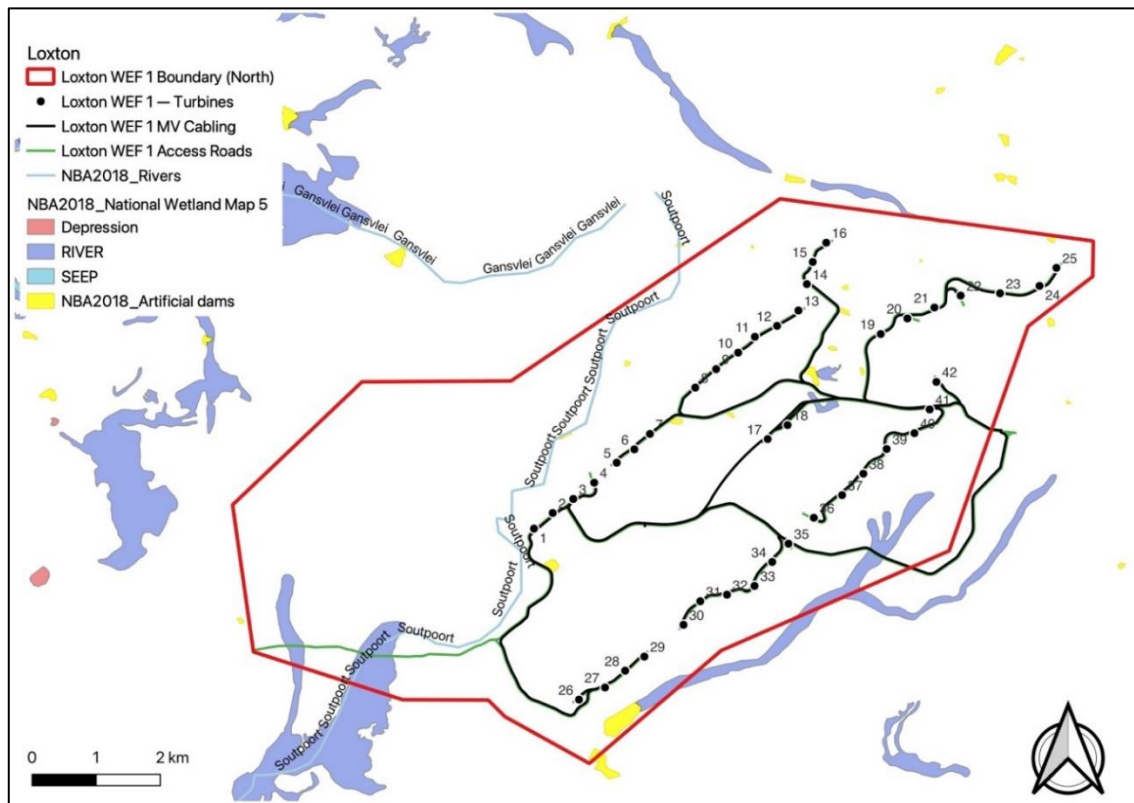 Loxton
Loxton WEF 1 Boundary (North)
Loxton WEF 1 — Turbines
Loxton WEF 1 MV Cabling
Loxton WEF 1 Access Roads
NBA2018_Rivers
NBA2018_National Wetland Map 5
Depression
RIVER
SEEP
NBA2018_Artificial dams
Gansvlei Gansvlei
Gansvlei
Gansvlei Gansvlei Gansvlei
Soutpoort
Soutpoort
Soutpoort
Soutpoort
Soutpoort
Soutpoort
Soutpoort
Soutpoort
Soutpoort
Soutpoort Soutpoort
16
15
14
13
12
11
10
9
8
7
6
5
4
3
2
1
25
24
23
22
21
20
19
42
41
40
39
38
37
36
18
17
35
34
33
32
31
30
29
28
27
26
0 1 2 km